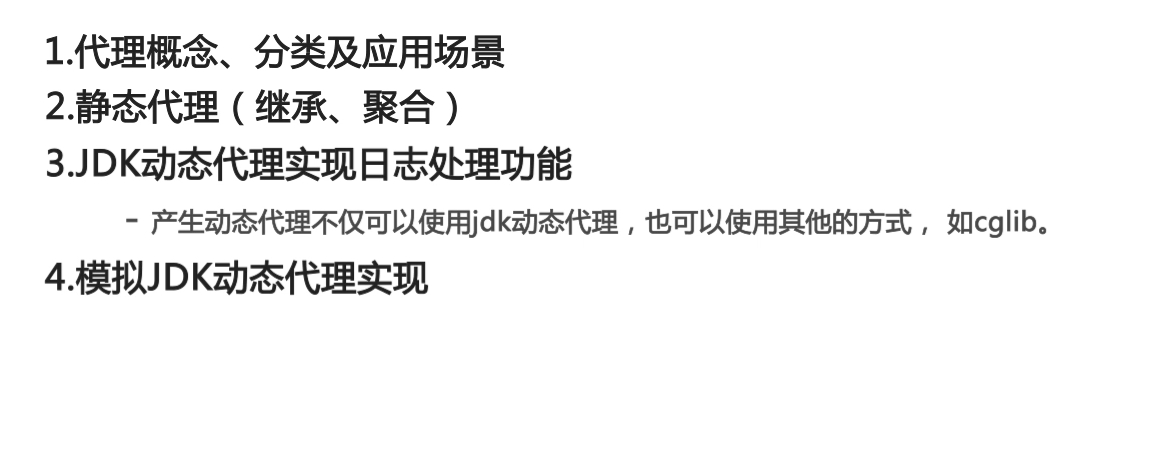 1.代理概念、分类及应用场景
2.静态代理（继承、聚合）
3.JDK动态代理实现日志处理功能
- 产生动态代理不仅可以使用jdk动态代理，也可以使用其他的方式， 如cglib。
4.模拟JDK动态代理实现